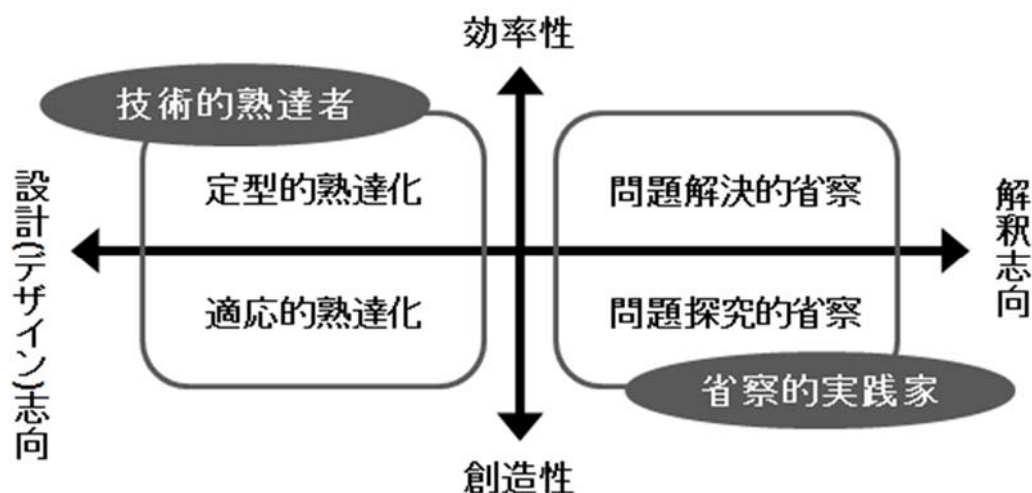 効率性
技術的熟達者
定型的熟達化
問題解決的省察
設計(デザイン)志向
解釈志向
適応的熟達化
問題探究的省察
省察的実践家
創造性